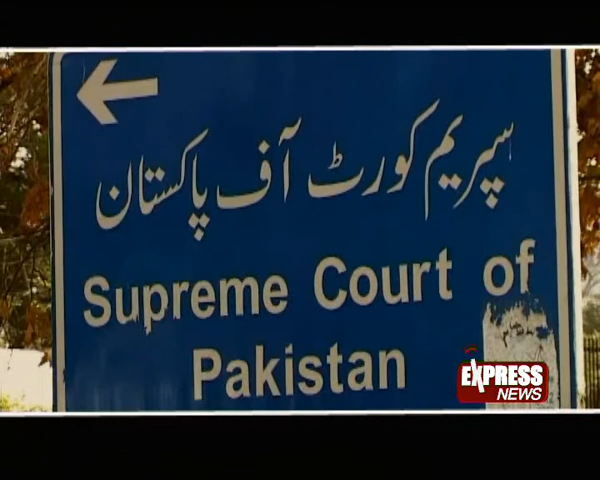 سپریم کورٹ آف پاکستان
Supreme Court of
Pakistan
EXPRESS
NEWS